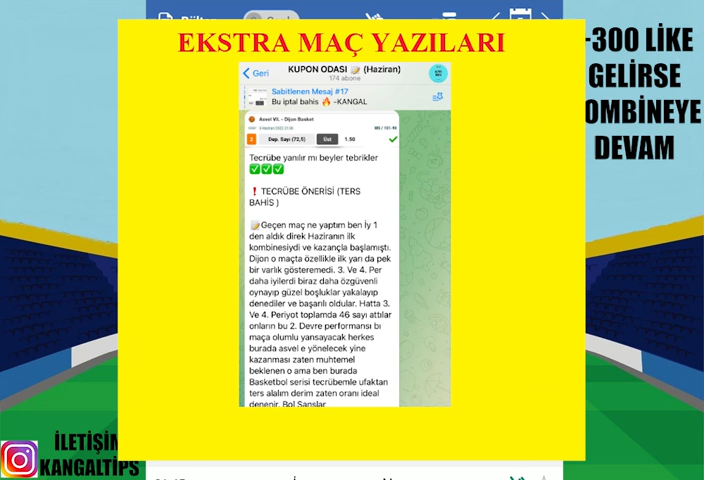 EKSTRA MAÇ YAZILARI
Geri
KUPON ODASI 📝 (Haziran)
174 abone
Sabitlenen Mesaj #17
Bu iptal bahis 🔥 -KANGAL
Asvel Vil. - Dijon Basket
2 Dep. Sayı (72,5) Üst 1.50
Tecrübe yanılır mı beyler tebrikler
✅✅✅
❗ TECRÜBE ÖNERİSİ (TERS
BAHİS )
📝Geçen maç ne yaptım ben İy 1
den aldık direk Haziranın ilk
kombinesiydi ve kazançla başlamıştı.
Dijon o maçta özellikle ilk yarı da pek
bir varlık gösteremedi. 3. Ve 4. Per
daha iyilerdi biraz daha özgüvenli
oynayıp güzel boşluklar yakalayıp
denediler ve başarılı oldular. Hatta 3.
Ve 4. Periyot toplamda 46 sayı attılar
onların bu 2. Devre performansı bı
maça olumlu yansayacak herkes
burada asvel e yönelecek yine
kazanması zaten muhtemel
beklenen o ama ben burada
Basketbol serisi tecrübemle ufaktan
ters alalım derim zaten oranı ideal
denenir. Bol Şanslar
-300 LİKE
GELİRSE
KOMBİNEYE
DEVAM
İLETİŞİM
KANGALTİPS